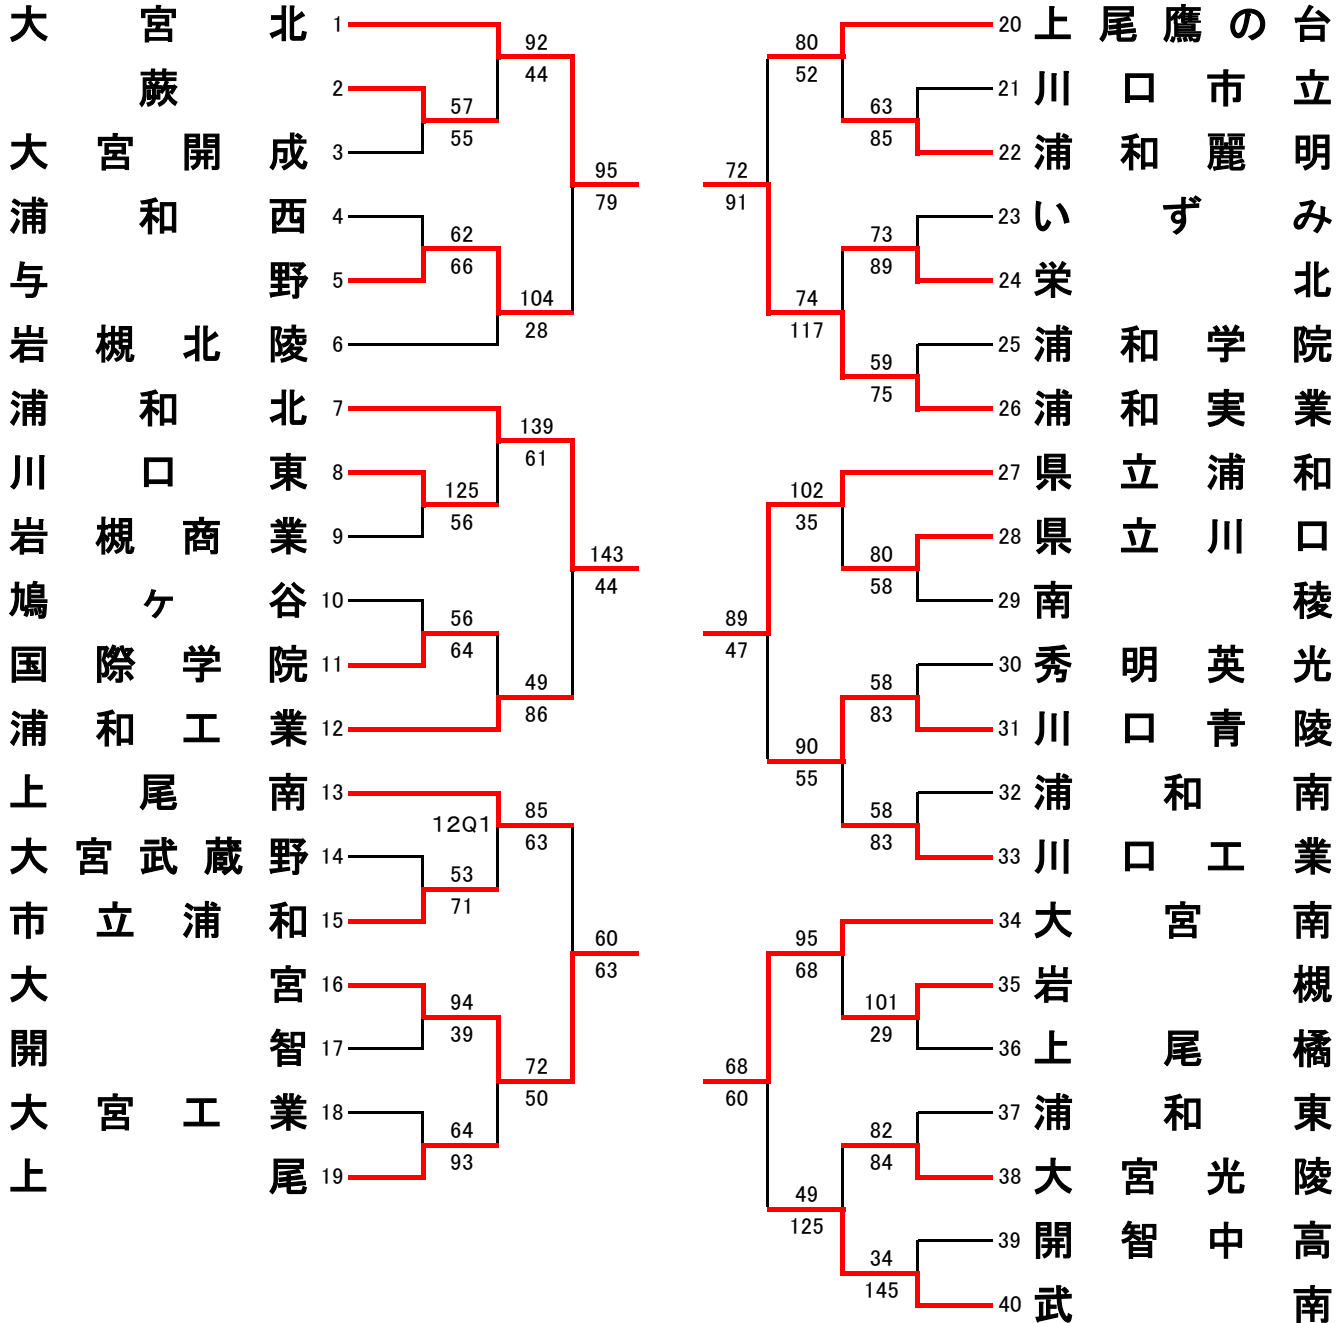 大宮北 1
蕨 2
大宮開成 3
浦和西 4
与野 5
岩槻北陵 6
浦和北 7
川口東 8
岩槻商業 9
鳩ヶ谷 10
国際学院 11
浦和工業 12
上尾南 13
大宮武蔵野 14
市立浦和 15
大宮 16
開智 17
大宮工業 18
上尾 19
57
55
62
66
125
56
56
64
12Q1
53
71
94
39
64
93
92
44
104
28
139
61
49
86
85
63
72
50
95
79
143
44
60
63
72
91
89
47
68
60
80
52
74
117
102
35
90
55
95
68
49
125
63
85
73
89
59
75
80
58
58
83
58
83
101
29
82
84
34
145
20 上尾鷹の台
21 川口市立
22 浦和麗明
23 いずみ
24 栄北
25 浦和学院
26 浦和実業
27 県立浦和
28 県立川口
29 南稜
30 秀明英光
31 川口青陵
32 浦和南
33 川口工業
34 大宮南
35 岩槻
36 上尾橘
37 浦和東
38 大宮光陵
39 開智中高
40 武南